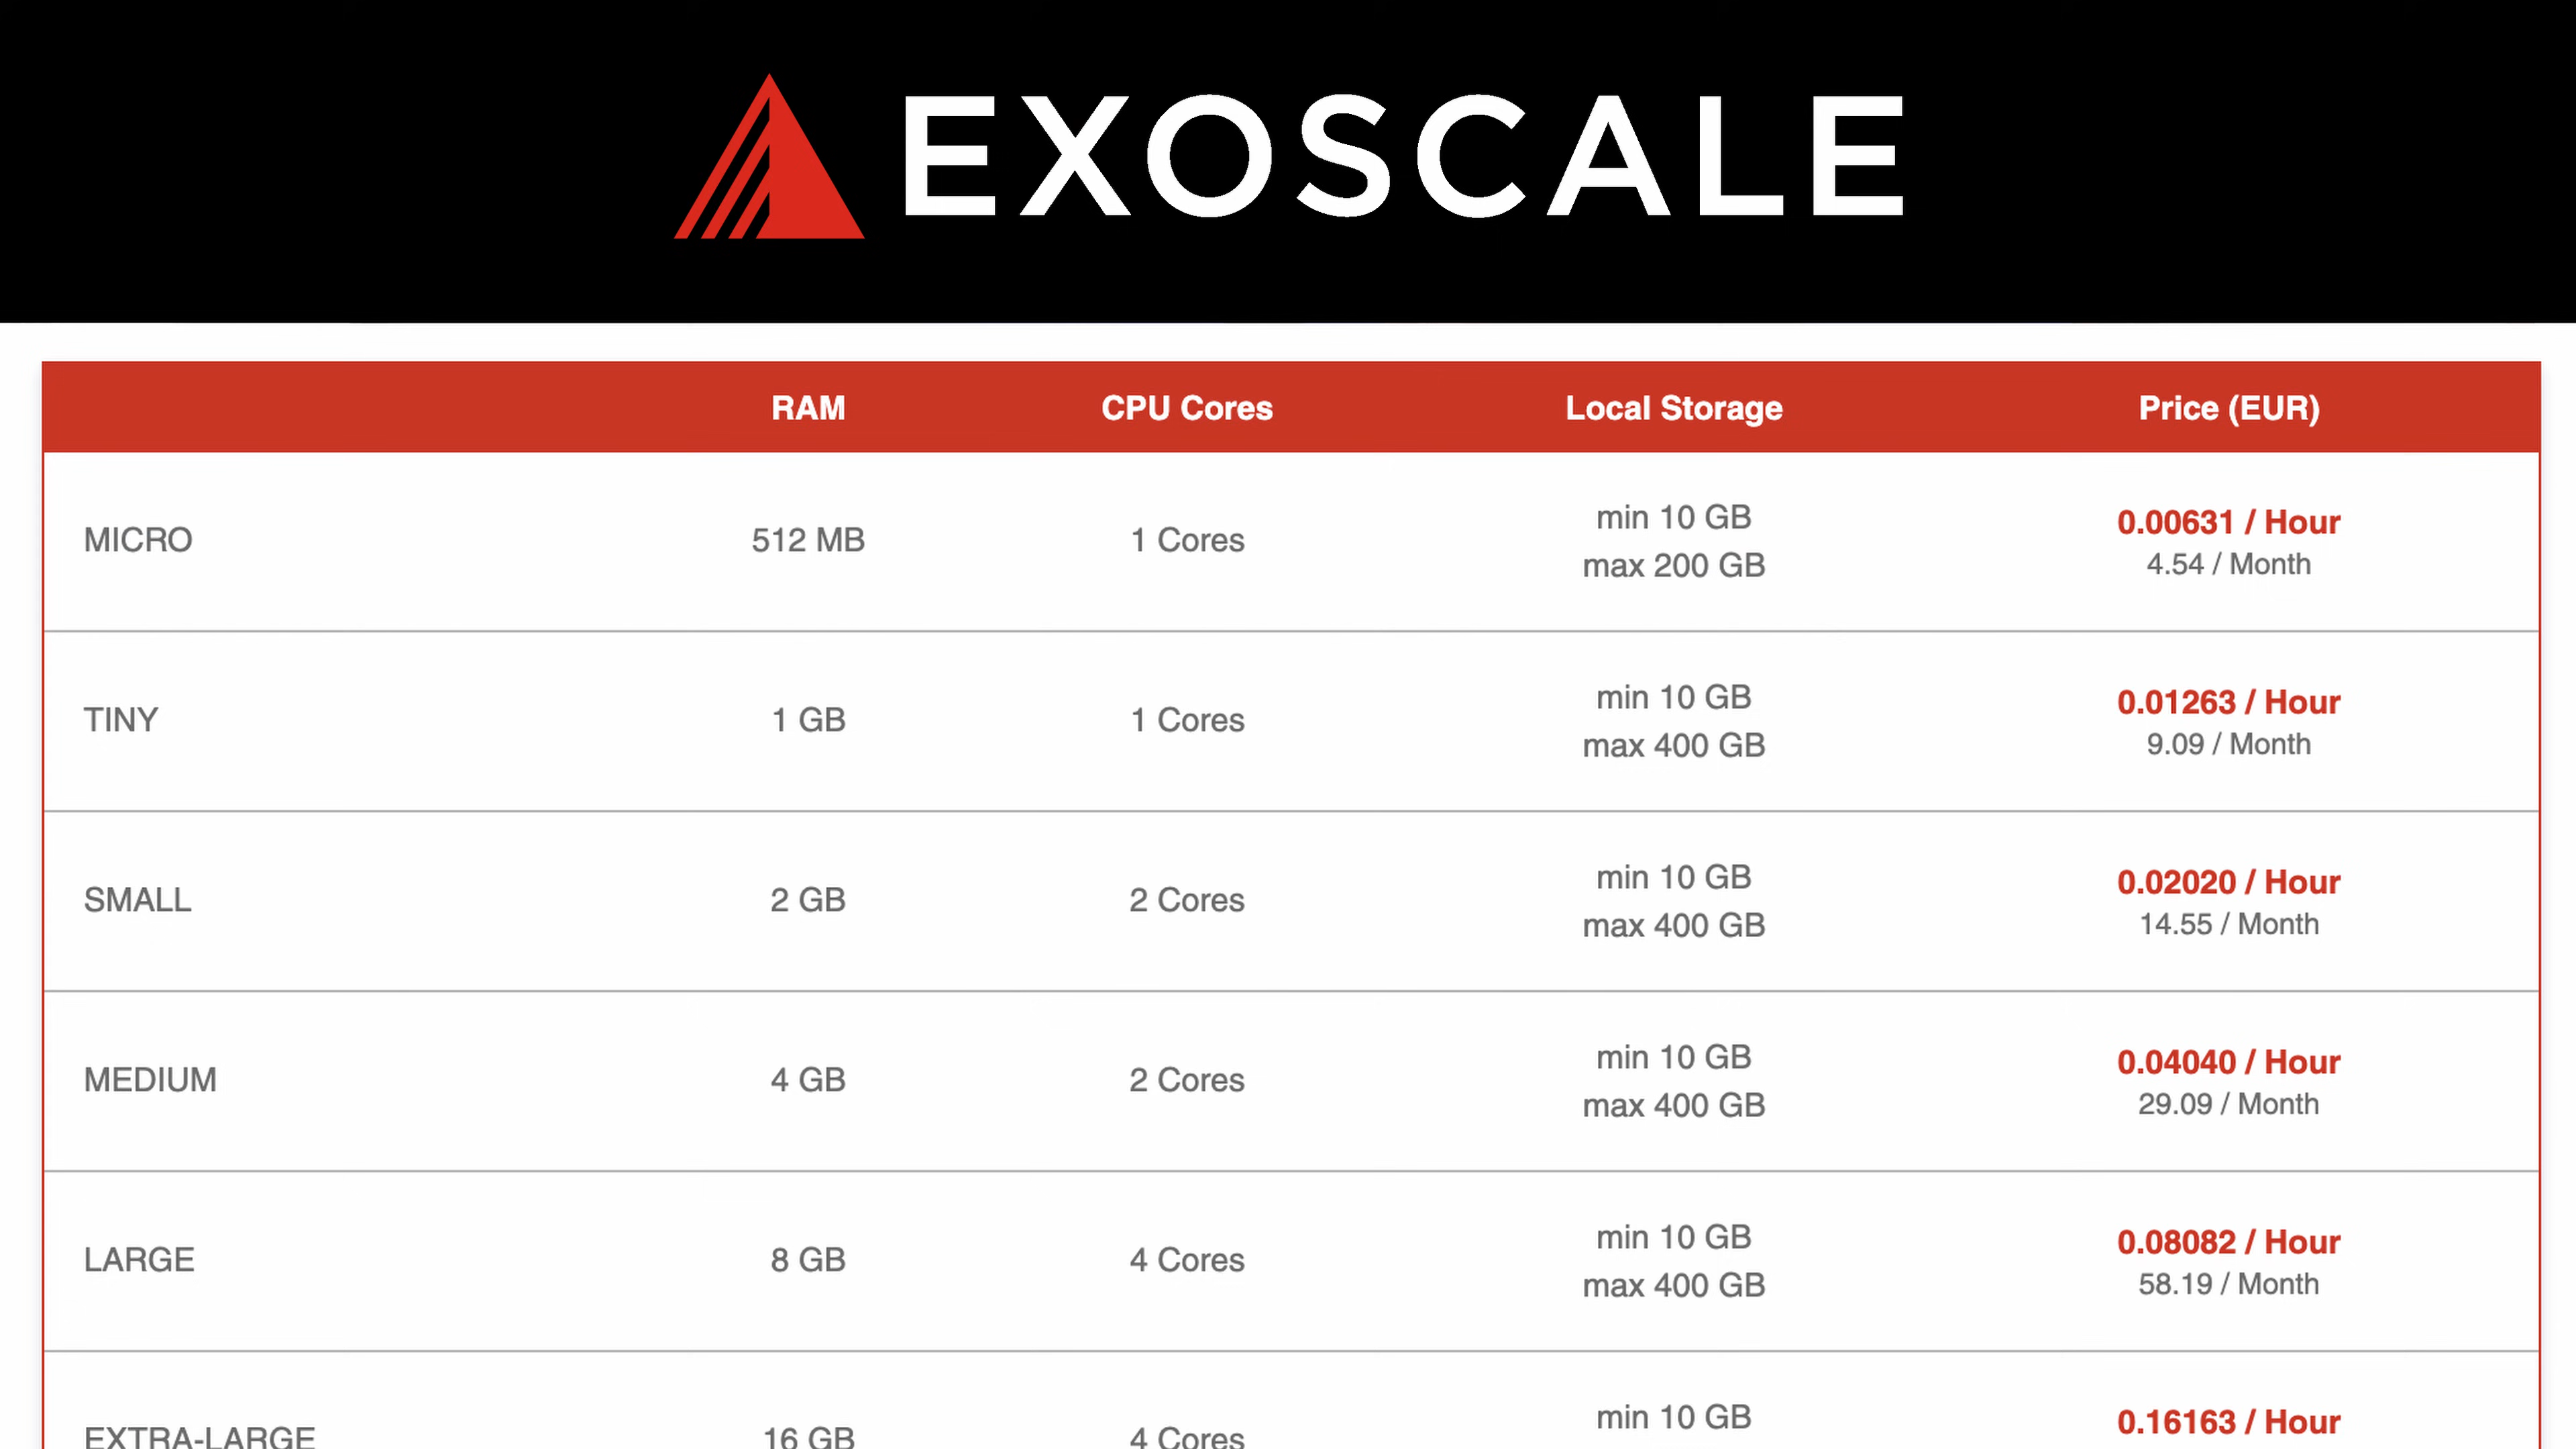 EXOSCALE
RAM CPU Cores Local Storage Price (EUR)
MICRO 512 MB 1 Cores min 10 GB 0.00631 / Hour
max 200 GB 4.54 / Month
TINY 1 GB 1 Cores min 10 GB 0.01263 / Hour
max 400 GB 9.09 / Month
SMALL 2 GB 2 Cores min 10 GB 0.02020 / Hour
max 400 GB 14.55 / Month
MEDIUM 4 GB 2 Cores min 10 GB 0.04040 / Hour
max 400 GB 29.09 / Month
LARGE 8 GB 4 Cores min 10 GB 0.08082 / Hour
max 400 GB 58.19 / Month
EXTRA-LARGE 16 GB 4 Cores min 10 GB 0.16163 / Hour